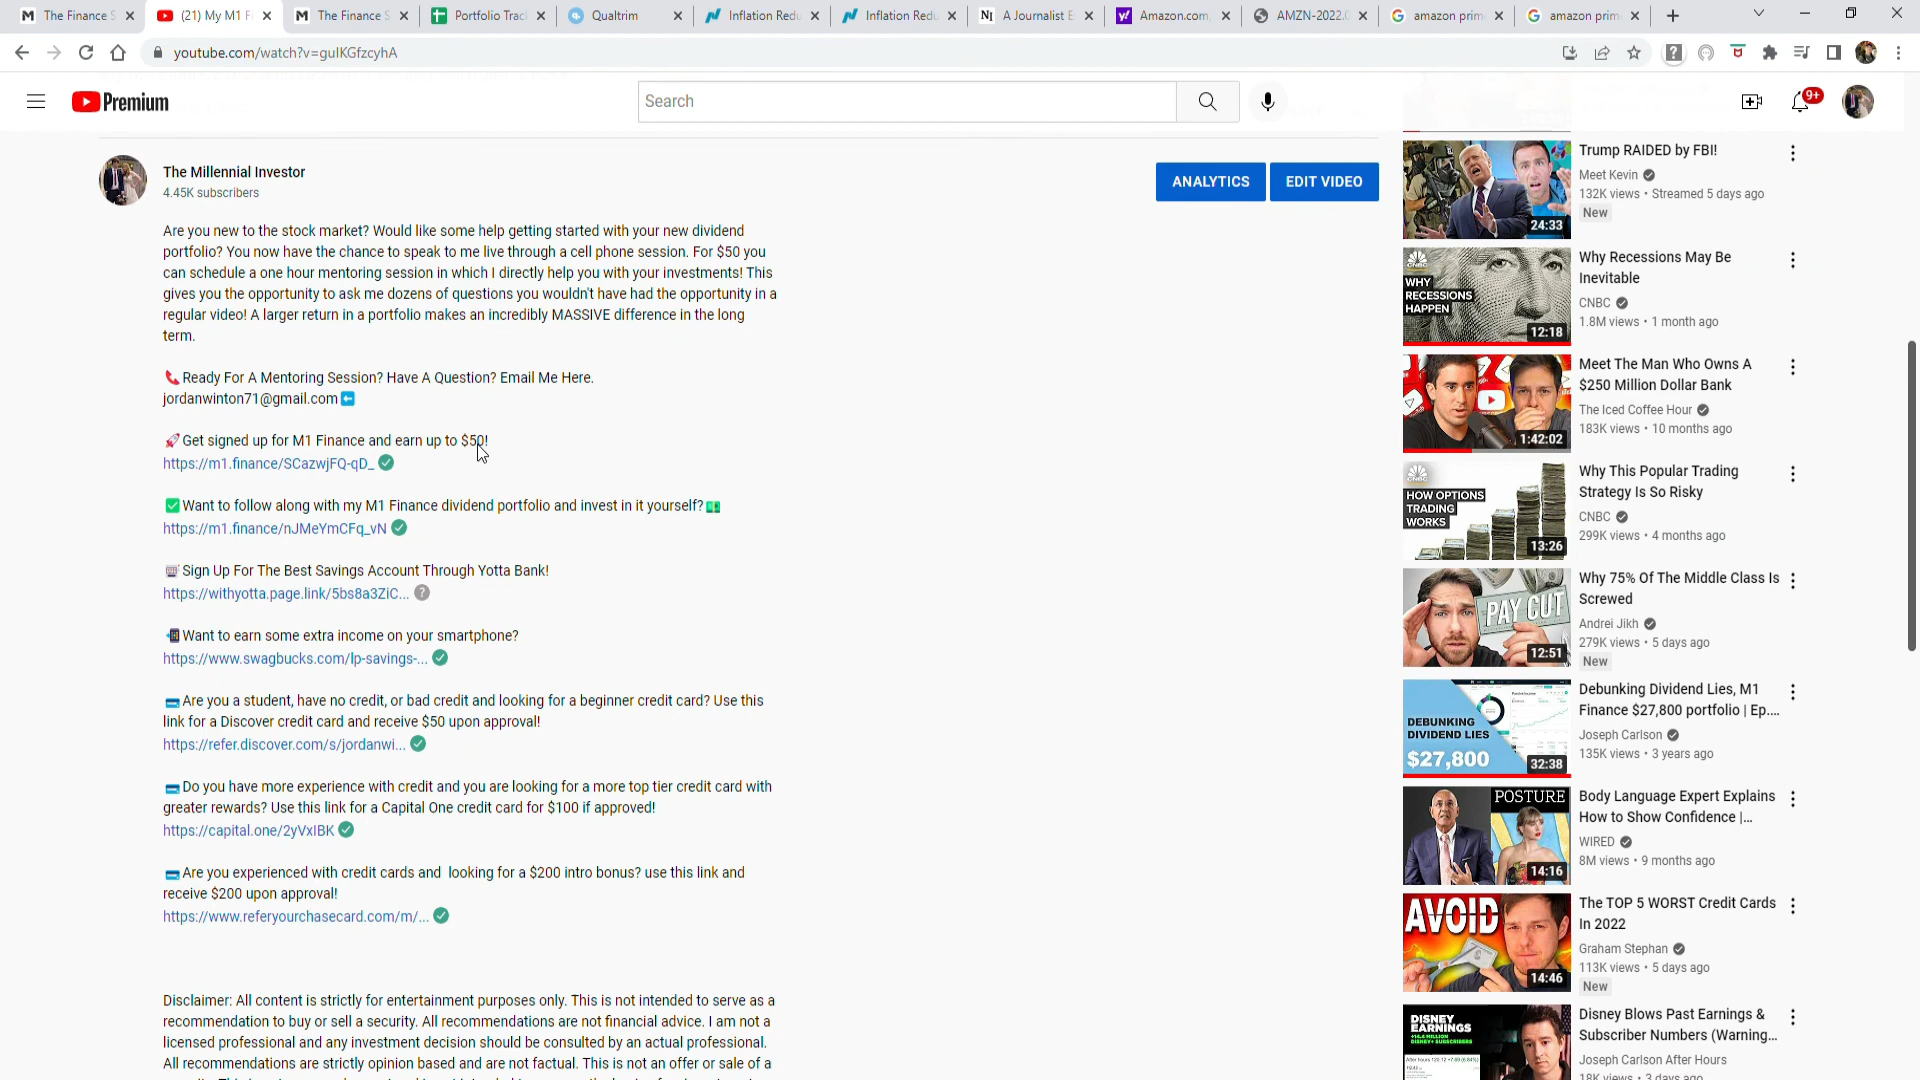 The Finance S
(21) My M1 F
The Finance S
Portfolio Trac
Qualtrim
Inflation Redu
Inflation Redu
A Journalist E
Amazon.com,
AMZN-2022.0
amazon prim
amazon prim
youtube.com/watch?v=gulKGfzcyhA
Premium
Search
9+
The Millennial Investor
4.45K subscribers
ANALYTICS
EDIT VIDEO
Are you new to the stock market? Would like some help getting started with your new dividend
portfolio? You now have the chance to speak to me live through a cell phone session. For $50 you
can schedule a one hour mentoring session in which I directly help you with your investments! This
gives you the opportunity to ask me dozens of questions you wouldn't have had the opportunity in a
regular video! A larger return in a portfolio makes an incredibly MASSIVE difference in the long
term.
📞Ready For A Mentoring Session? Have A Question? Email Me Here.
jordanwinton71@gmail.com⬅️
🚀Get signed up for M1 Finance and earn up to $50!
https://m1.finance/SCazwjFQ-qD_
✅Want to follow along with my M1 Finance dividend portfolio and invest in it yourself?💵
https://m1.finance/nJMeYmCFq_vN
Sign Up For The Best Savings Account Through Yotta Bank!
https://withyotta.page.link/5bs8a3ZiC...
📲Want to earn some extra income on your smartphone?
https://www.swagbucks.com/lp-savings-...
💳Are you a student, have no credit, or bad credit and looking for a beginner credit card? Use this
link for a Discover credit card and receive $50 upon approval!
https://refer.discover.com/s/jordanwi...
💳Do you have more experience with credit and you are looking for a more top tier credit card with
greater rewards? Use this link for a Capital One credit card for $100 if approved!
https://capital.one/2yVxIBK
💳Are you experienced with credit cards and looking for a $200 intro bonus? use this link and
receive $200 upon approval!
https://www.referyourchasecard.com/m/...
Disclaimer: All content is strictly for entertainment purposes only. This is not intended to serve as a
recommendation to buy or sell a security. All recommendations are not financial advice. I am not a
licensed professional and any investment decision should be consulted by an actual professional.
All recommendations are strictly opinion based and are not factual. This is not an offer or sale of a
24:33
Trump RAIDED by FBI!
Meet Kevin
132K views • Streamed 5 days ago
New
CNBC
WHY
RECESSIONS
HAPPEN
12:18
Why Recessions May Be
Inevitable
CNBC
1.8M views • 1 month ago
1:42:02
Meet The Man Who Owns A
$250 Million Dollar Bank
The Iced Coffee Hour
183K views • 10 months ago
CNBC
HOW OPTIONS
TRADING
WORKS
13:26
Why This Popular Trading
Strategy Is So Risky
CNBC
299K views • 4 months ago
PAY CUT
12:51
Why 75% Of The Middle Class Is
Screwed
Andrei Jikh
279K views • 5 days ago
New
DEBUNKING
DIVIDEND LIES
$27,800
32:38
Debunking Dividend Lies, M1
Finance $27,800 portfolio | Ep....
Joseph Carlson
135K views • 3 years ago
POSTURE
14:16
Body Language Expert Explains
How to Show Confidence |...
WIRED
8M views • 9 months ago
AVOID
14:46
The TOP 5 WORST Credit Cards
In 2022
Graham Stephan
113K views • 5 days ago
New
DISNEY
EARNINGS
Disney Blows Past Earnings &
Subscriber Numbers (Warning...
Joseph Carlson After Hours
18K views • 3 days ago